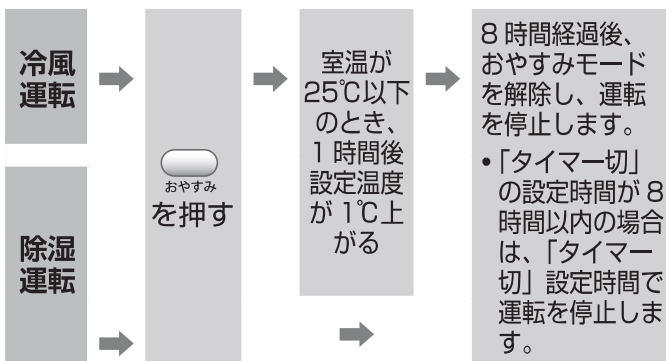 冷風
運転
除湿
運転
おやすみ
を押す
室温が
25℃以下
のとき、
1 時間後
設定温度
が 1℃上
がる
8 時間経過後、
おやすみモード
を解除し、運転
を停止します。
•「タイマー切」
の設定時間が 8
時間以内の場合
は、「タイマー
切」設定時間で
運転を停止しま
す。